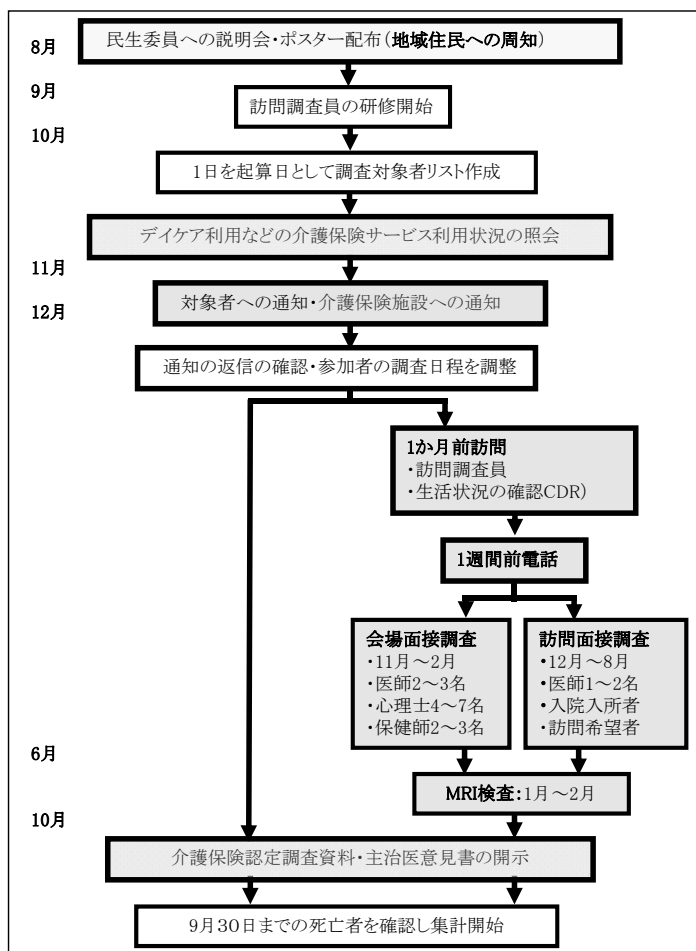 8月
民生委員への説明会・ポスター配布(地域住民への周知)
9月
訪問調査員の研修開始
10月
1日を起算日として調査対象者リスト作成
デイケア利用などの介護保険サービス利用状況の照会
11月
対象者への通知・介護保険施設への通知
12月
通知の返信の確認・参加者の調査日程を調整
1か月前訪問
・訪問調査員
・生活状況の確認CDR)
1週間前電話
会場面接調査
・11月〜2月
・医師2〜3名
・心理士4〜7名
・保健師2〜3名
訪問面接調査
•12月〜8月
•医師1〜2名
•入院入所者
・訪問希望者
6月
MRI検査:1月〜2月
10月
介護保険認定調査資料・主治医意見書の開示
9月30日までの死亡者を確認し集計開始